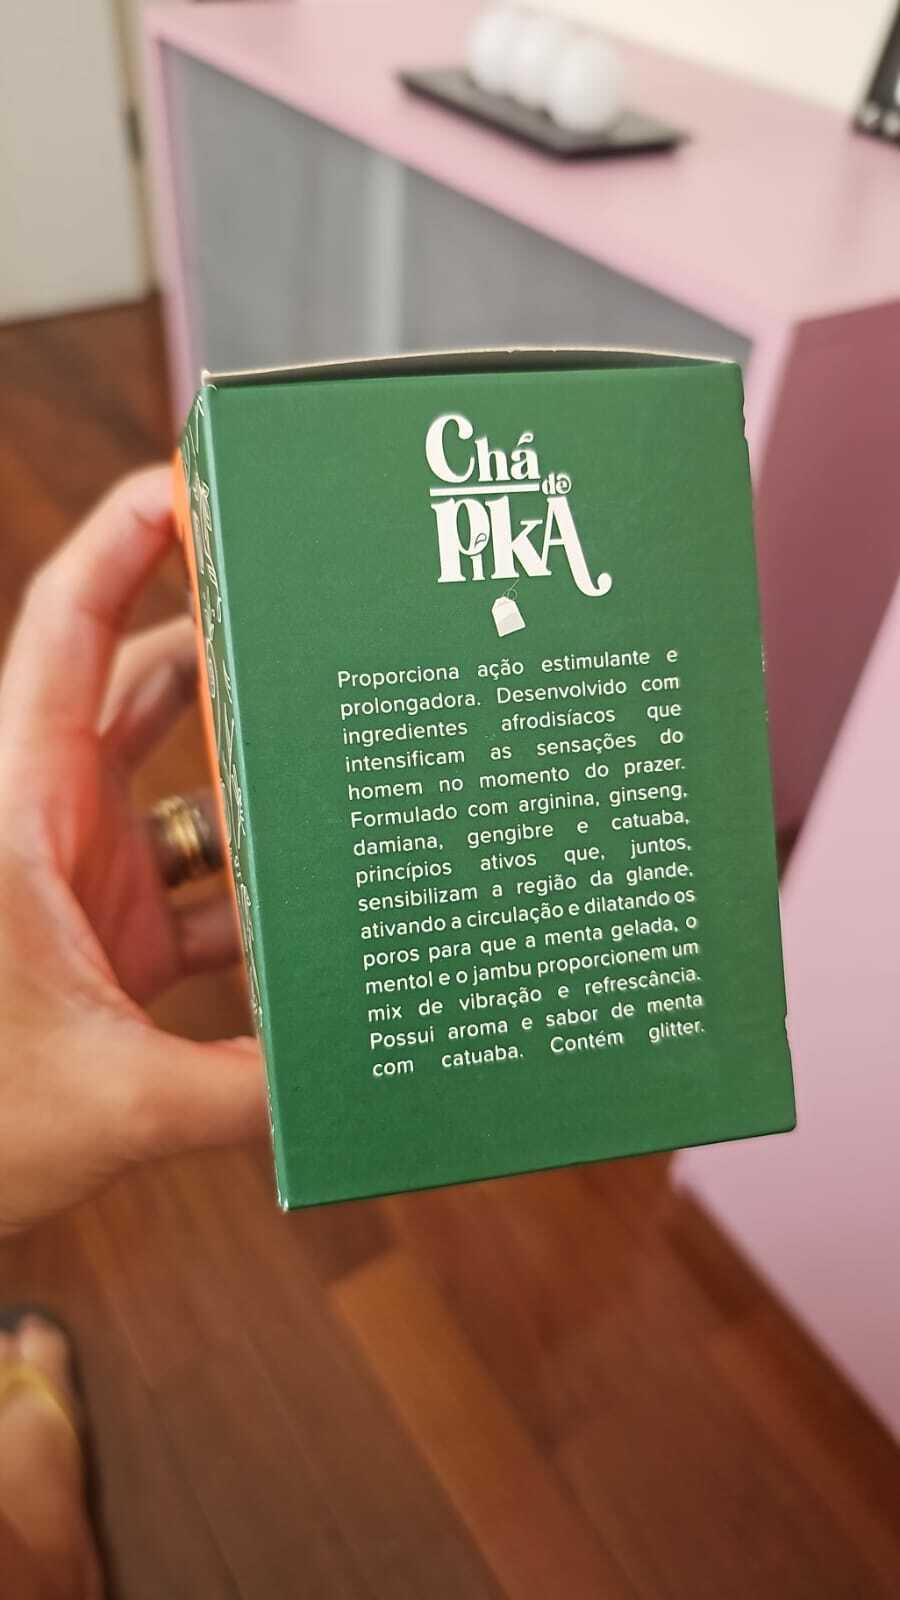 Chá
de
PikA
Proporciona ação estimulante e
prolongadora. Desenvolvido com
ingredientes afrodisíacos que
intensificam as sensações do
homem no momento do prazer.
Formulado com arginina, ginseng,
damiana, gengibre e catuaba,
princípios ativos que, juntos,
sensibilizam a região da glande,
ativando a circulação e dilatando os
poros para que a menta gelada, o
mentol e o jambu proporcionem um
mix de vibração e refrescância.
Possui aroma e sabor de menta
com catuaba. Contém glitter.